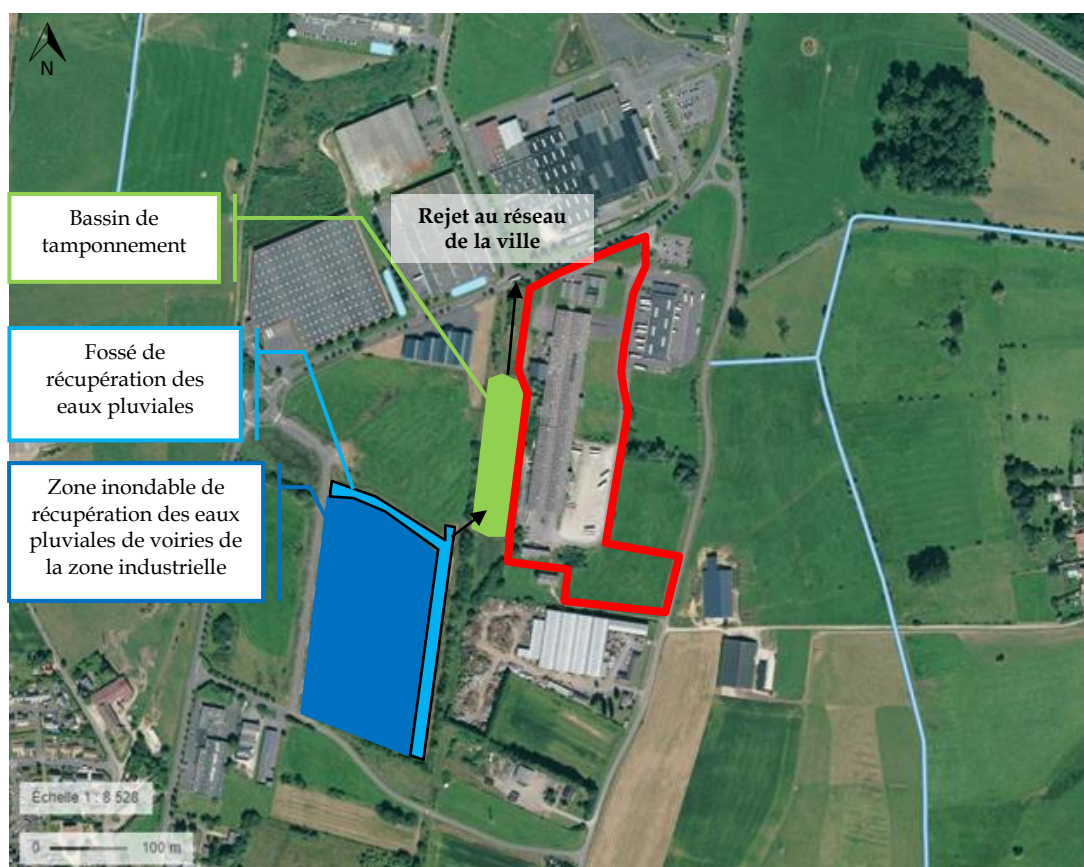 N
Bassin de
tamponnement
Rejet au réseau
de la ville
Fossé de
récupération des
eaux pluviales
Zone inondable de
récupération des eaux
pluviales de voiries de
la zone industrielle
Échelle 1 : 8 528
0 100 m